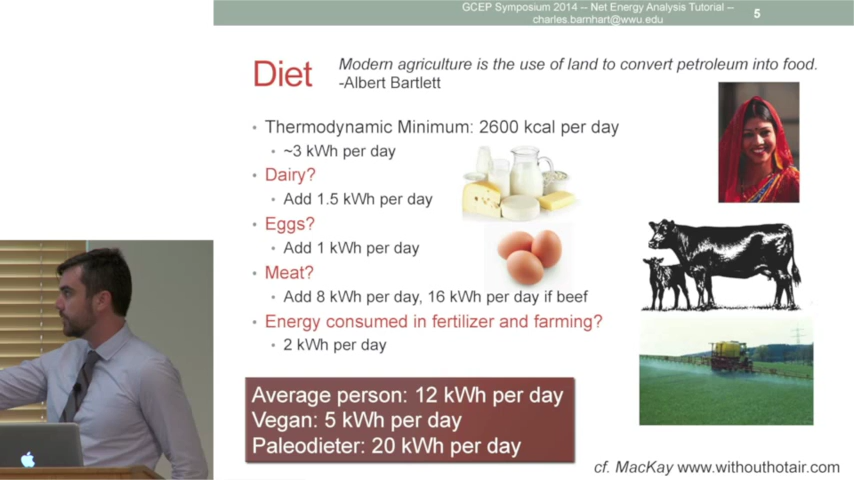 GCEP Symposium 2014 -- Net Energy Analysis Tutorial --
charles.barnhart@wwu.edu
5
Diet
Modern agriculture is the use of land to convert petroleum into food.
-Albert Bartlett
• Thermodynamic Minimum: 2600 kcal per day
• ~3 kWh per day
• Dairy?
• Add 1.5 kWh per day
• Eggs?
• Add 1 kWh per day
• Meat?
• Add 8 kWh per day, 16 kWh per day if beef
• Energy consumed in fertilizer and farming?
• 2 kWh per day
Average person: 12 kWh per day
Vegan: 5 kWh per day
Paleodieter: 20 kWh per day
cf. MacKay www.withouthotair.com